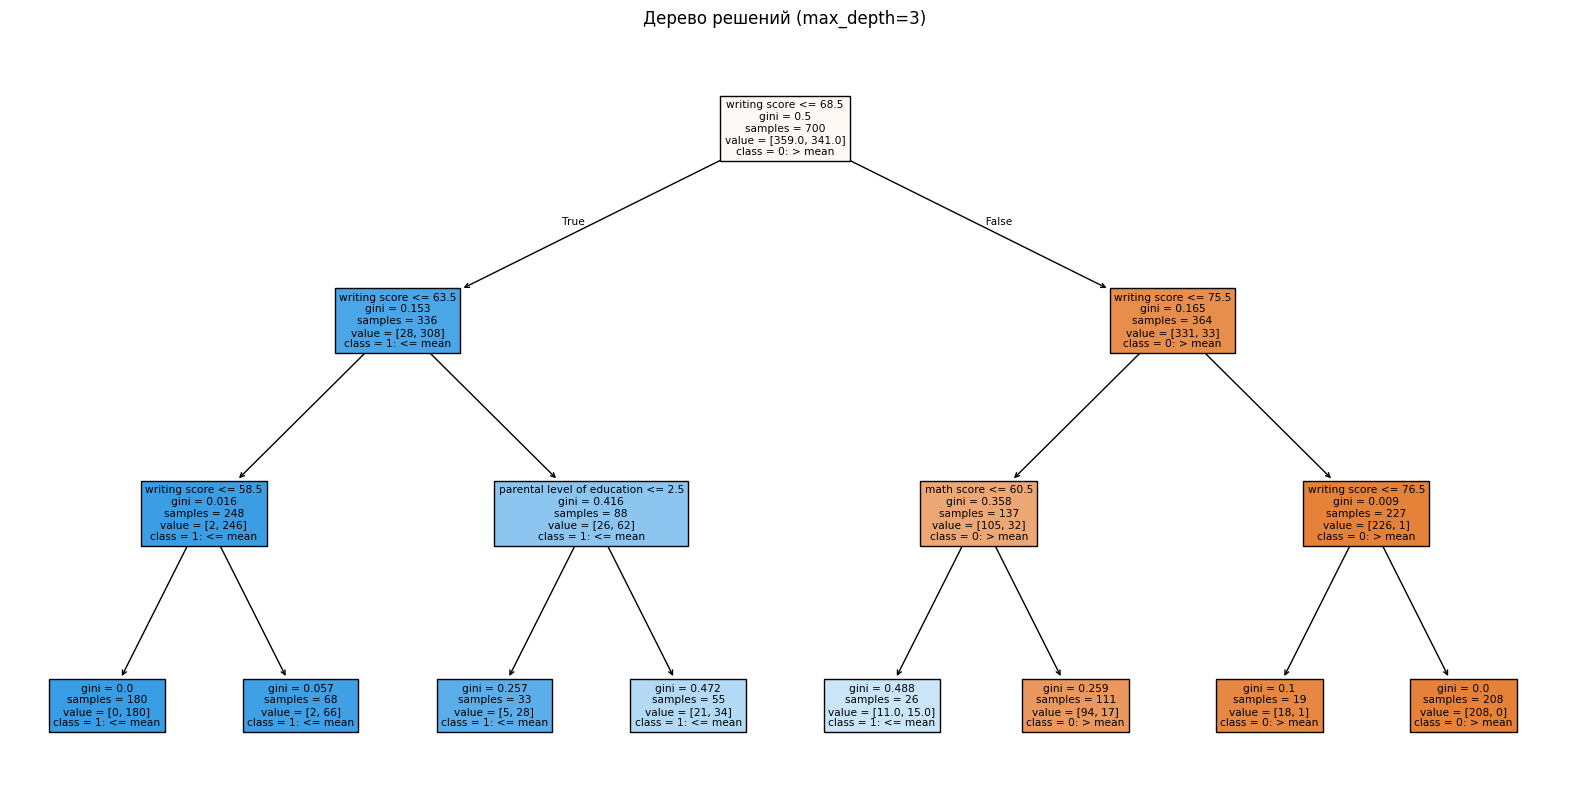 Дерево решений (max_depth=3)
writing score <= 68.5
gini = 0.5
samples = 700
value = [359.0, 341.0]
class = 0: > mean
True
False
writing score <= 63.5
gini = 0.153
samples = 336
value = [28, 308]
class = 1: <= mean
writing score <= 75.5
gini = 0.165
samples = 364
value = [331, 33]
class = 0: > mean
writing score <= 58.5
gini = 0.016
samples = 248
value = [2, 246]
class = 1: <= mean
parental level of education <= 2.5
gini = 0.416
samples = 88
value = [26, 62]
class = 1: <= mean
math score <= 60.5
gini = 0.358
samples = 137
value = [105, 32]
class = 0: > mean
writing score <= 76.5
gini = 0.009
samples = 227
value = [226, 1]
class = 0: > mean
gini = 0.0
samples = 180
value = [0, 180]
class = 1: <= mean
gini = 0.057
samples = 68
value = [2, 66]
class = 1: <= mean
gini = 0.257
samples = 33
value = [5, 28]
class = 1: <= mean
gini = 0.472
samples = 55
value = [21, 34]
class = 1: <= mean
gini = 0.488
samples = 26
value = [11.0, 15.0]
class = 1: <= mean
gini = 0.259
samples = 111
value = [94, 17]
class = 0: > mean
gini = 0.1
samples = 19
value = [18, 1]
class = 0: > mean
gini = 0.0
samples = 208
value = [208, 0]
class = 0: > mean